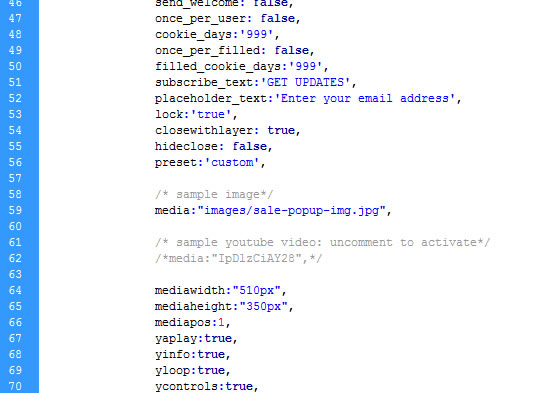 46 send_welcome: false,
47 once_per_user: false,
48 cookie_days:'999',
49 once_per_filled: false,
50 filled_cookie_days:'999',
51 subscribe_text:'GET UPDATES',
52 placeholder_text:'Enter your email address',
53 lock:'true',
54 closewithlayer: true,
55 hideclose: false,
56 preset:'custom',
57
58 /* sample image*/
59 media:"images/sale-popup-img.jpg",
60
61 /* sample youtube video: uncomment to activate*/
62 /*media:"IpDlzCiAY28",*/
63
64 mediawidth:"510px",
65 mediaheight:"350px",
66 mediapos:1,
67 yaplay:true,
68 yinfo:true,
69 yloop:true,
70 ycontrols:true,